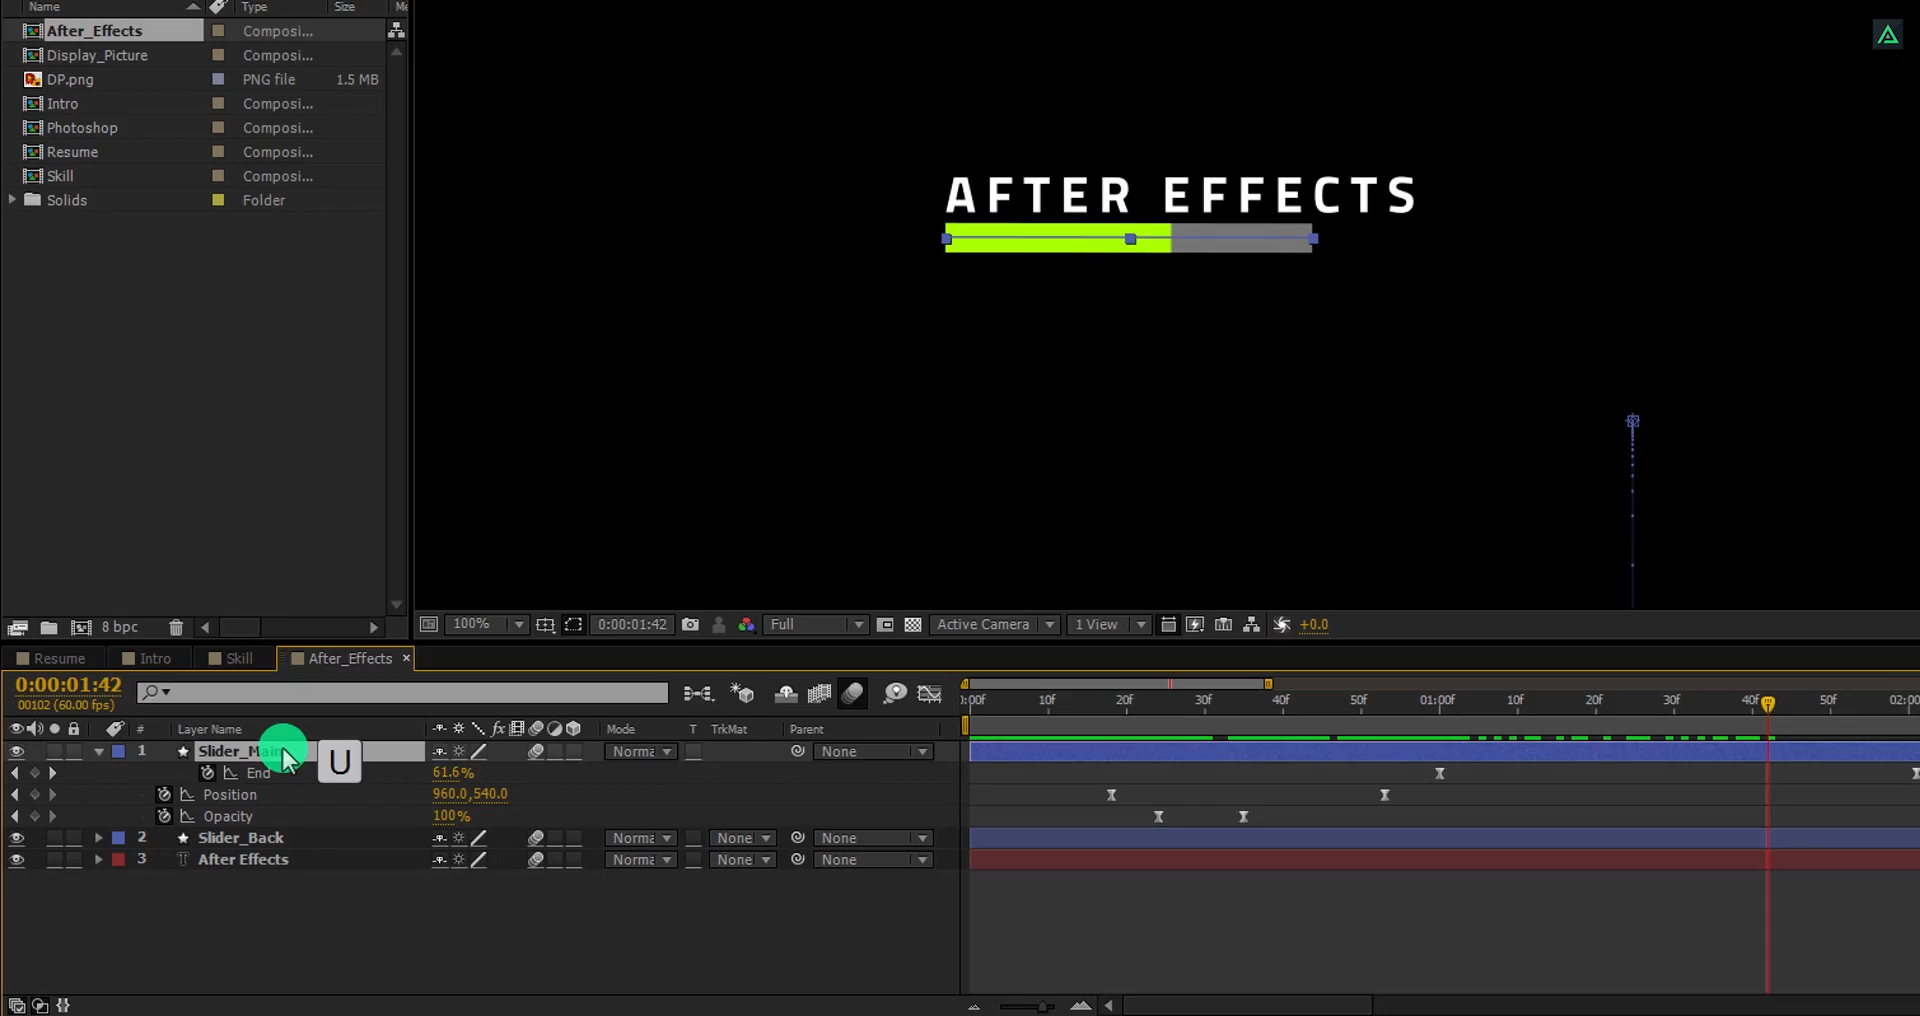 Name Type Size Me
After_Effects Composi...
Display_Picture Composi...
DP.png PNG file 1.5 MB
Intro Composi...
Photoshop Composi...
Resume Composi...
Skill Composi...
Solids Folder
AFTER EFFECTS
8 bpc
100% 0:00:01:42 Full Active Camera 1 View +0.0
Resume Intro Skill After_Effects ×
0:00:01:42
00102 (60.00 fps)
:00f 10f 20f 30f 40f 50f 01:00f 10f 20f 30f 40f 50f 02:00
# Layer Name fx Mode T TrkMat Parent
1 Slider_Main U Norma None
End 61.6%
Position 960.0,540.0
Opacity 100%
2 Slider_Back Norma None None
3 T After Effects Norma None None